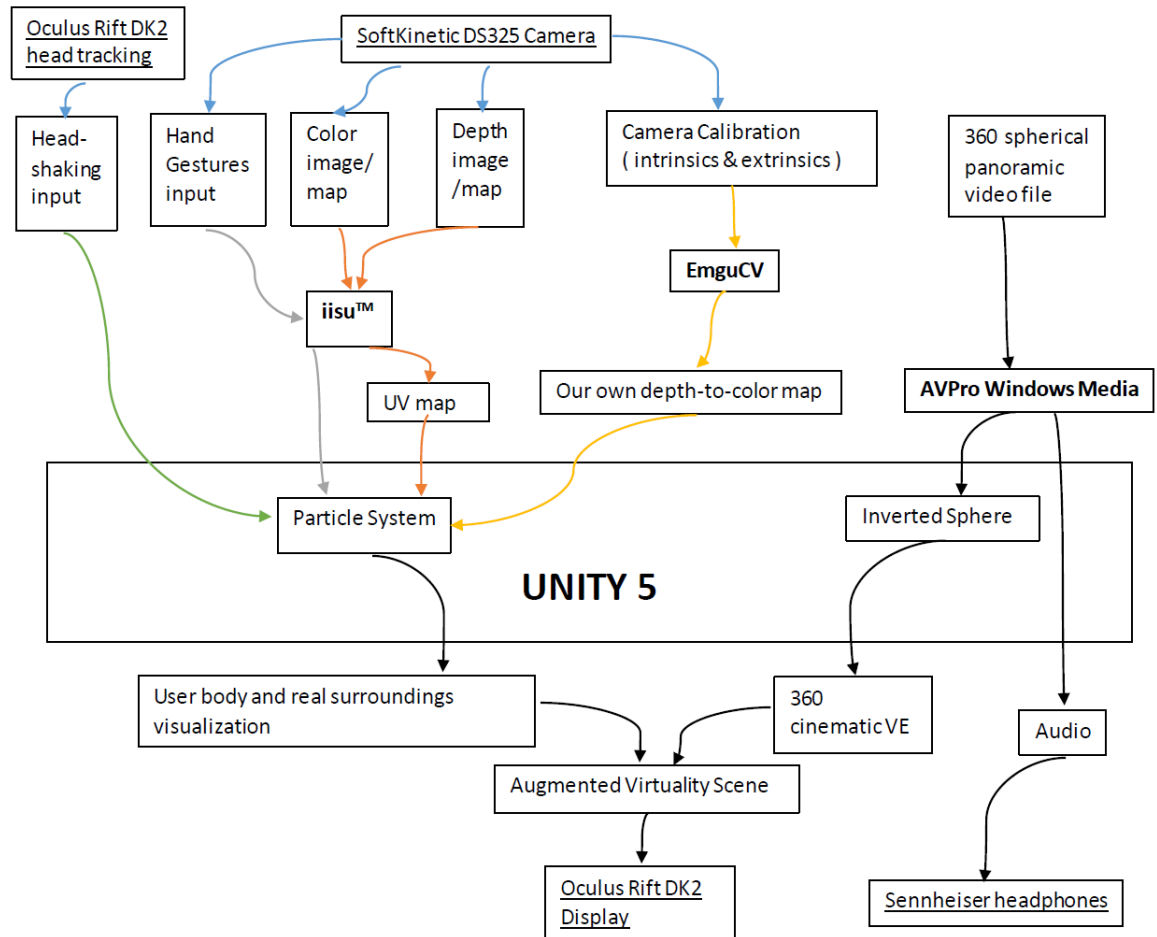 Oculus Rift DK2
head tracking
SoftKinetic DS325 Camera
Head-
shaking
input
Hand
Gestures
input
Color
image/
map
Depth
image
/map
Camera Calibration
( intrinsics & extrinsics )
360 spherical
panoramic
video file
EmguCV
iisu™
UV map
Our own depth-to-color map
AVPro Windows Media
Particle System
Inverted Sphere
UNITY 5
User body and real surroundings
visualization
360
cinematic VE
Audio
Augmented Virtuality Scene
Oculus Rift DK2
Display
Sennheiser headphones